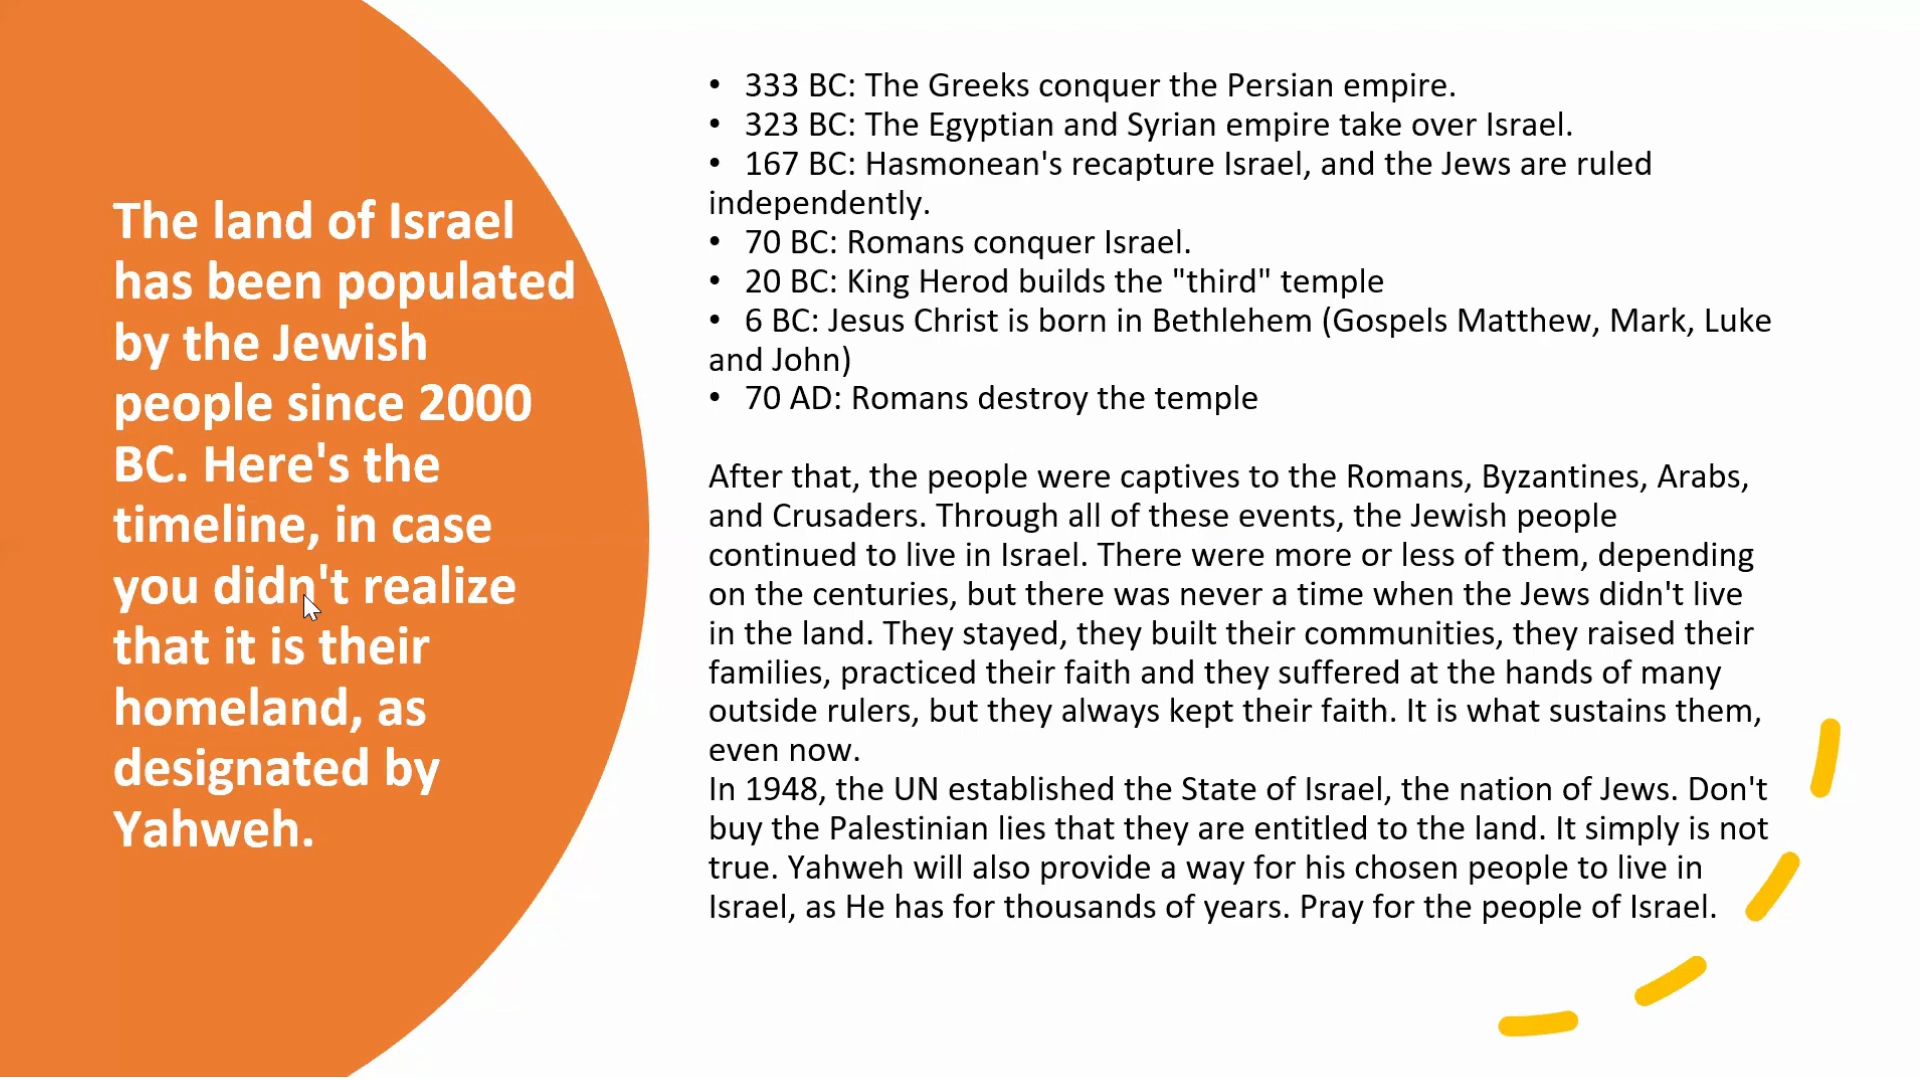 The land of Israel
has been populated
by the Jewish
people since 2000
BC. Here's the
timeline, in case
you didn't realize
that it is their
homeland, as
designated by
Yahweh.
• 333 BC: The Greeks conquer the Persian empire.
• 323 BC: The Egyptian and Syrian empire take over Israel.
• 167 BC: Hasmonean's recapture Israel, and the Jews are ruled
independently.
• 70 BC: Romans conquer Israel.
• 20 BC: King Herod builds the "third" temple
• 6 BC: Jesus Christ is born in Bethlehem (Gospels Matthew, Mark, Luke
and John)
• 70 AD: Romans destroy the temple
After that, the people were captives to the Romans, Byzantines, Arabs,
and Crusaders. Through all of these events, the Jewish people
continued to live in Israel. There were more or less of them, depending
on the centuries, but there was never a time when the Jews didn't live
in the land. They stayed, they built their communities, they raised their
families, practiced their faith and they suffered at the hands of many
outside rulers, but they always kept their faith. It is what sustains them,
even now.
In 1948, the UN established the State of Israel, the nation of Jews. Don't
buy the Palestinian lies that they are entitled to the land. It simply is not
true. Yahweh will also provide a way for his chosen people to live in
Israel, as He has for thousands of years. Pray for the people of Israel.